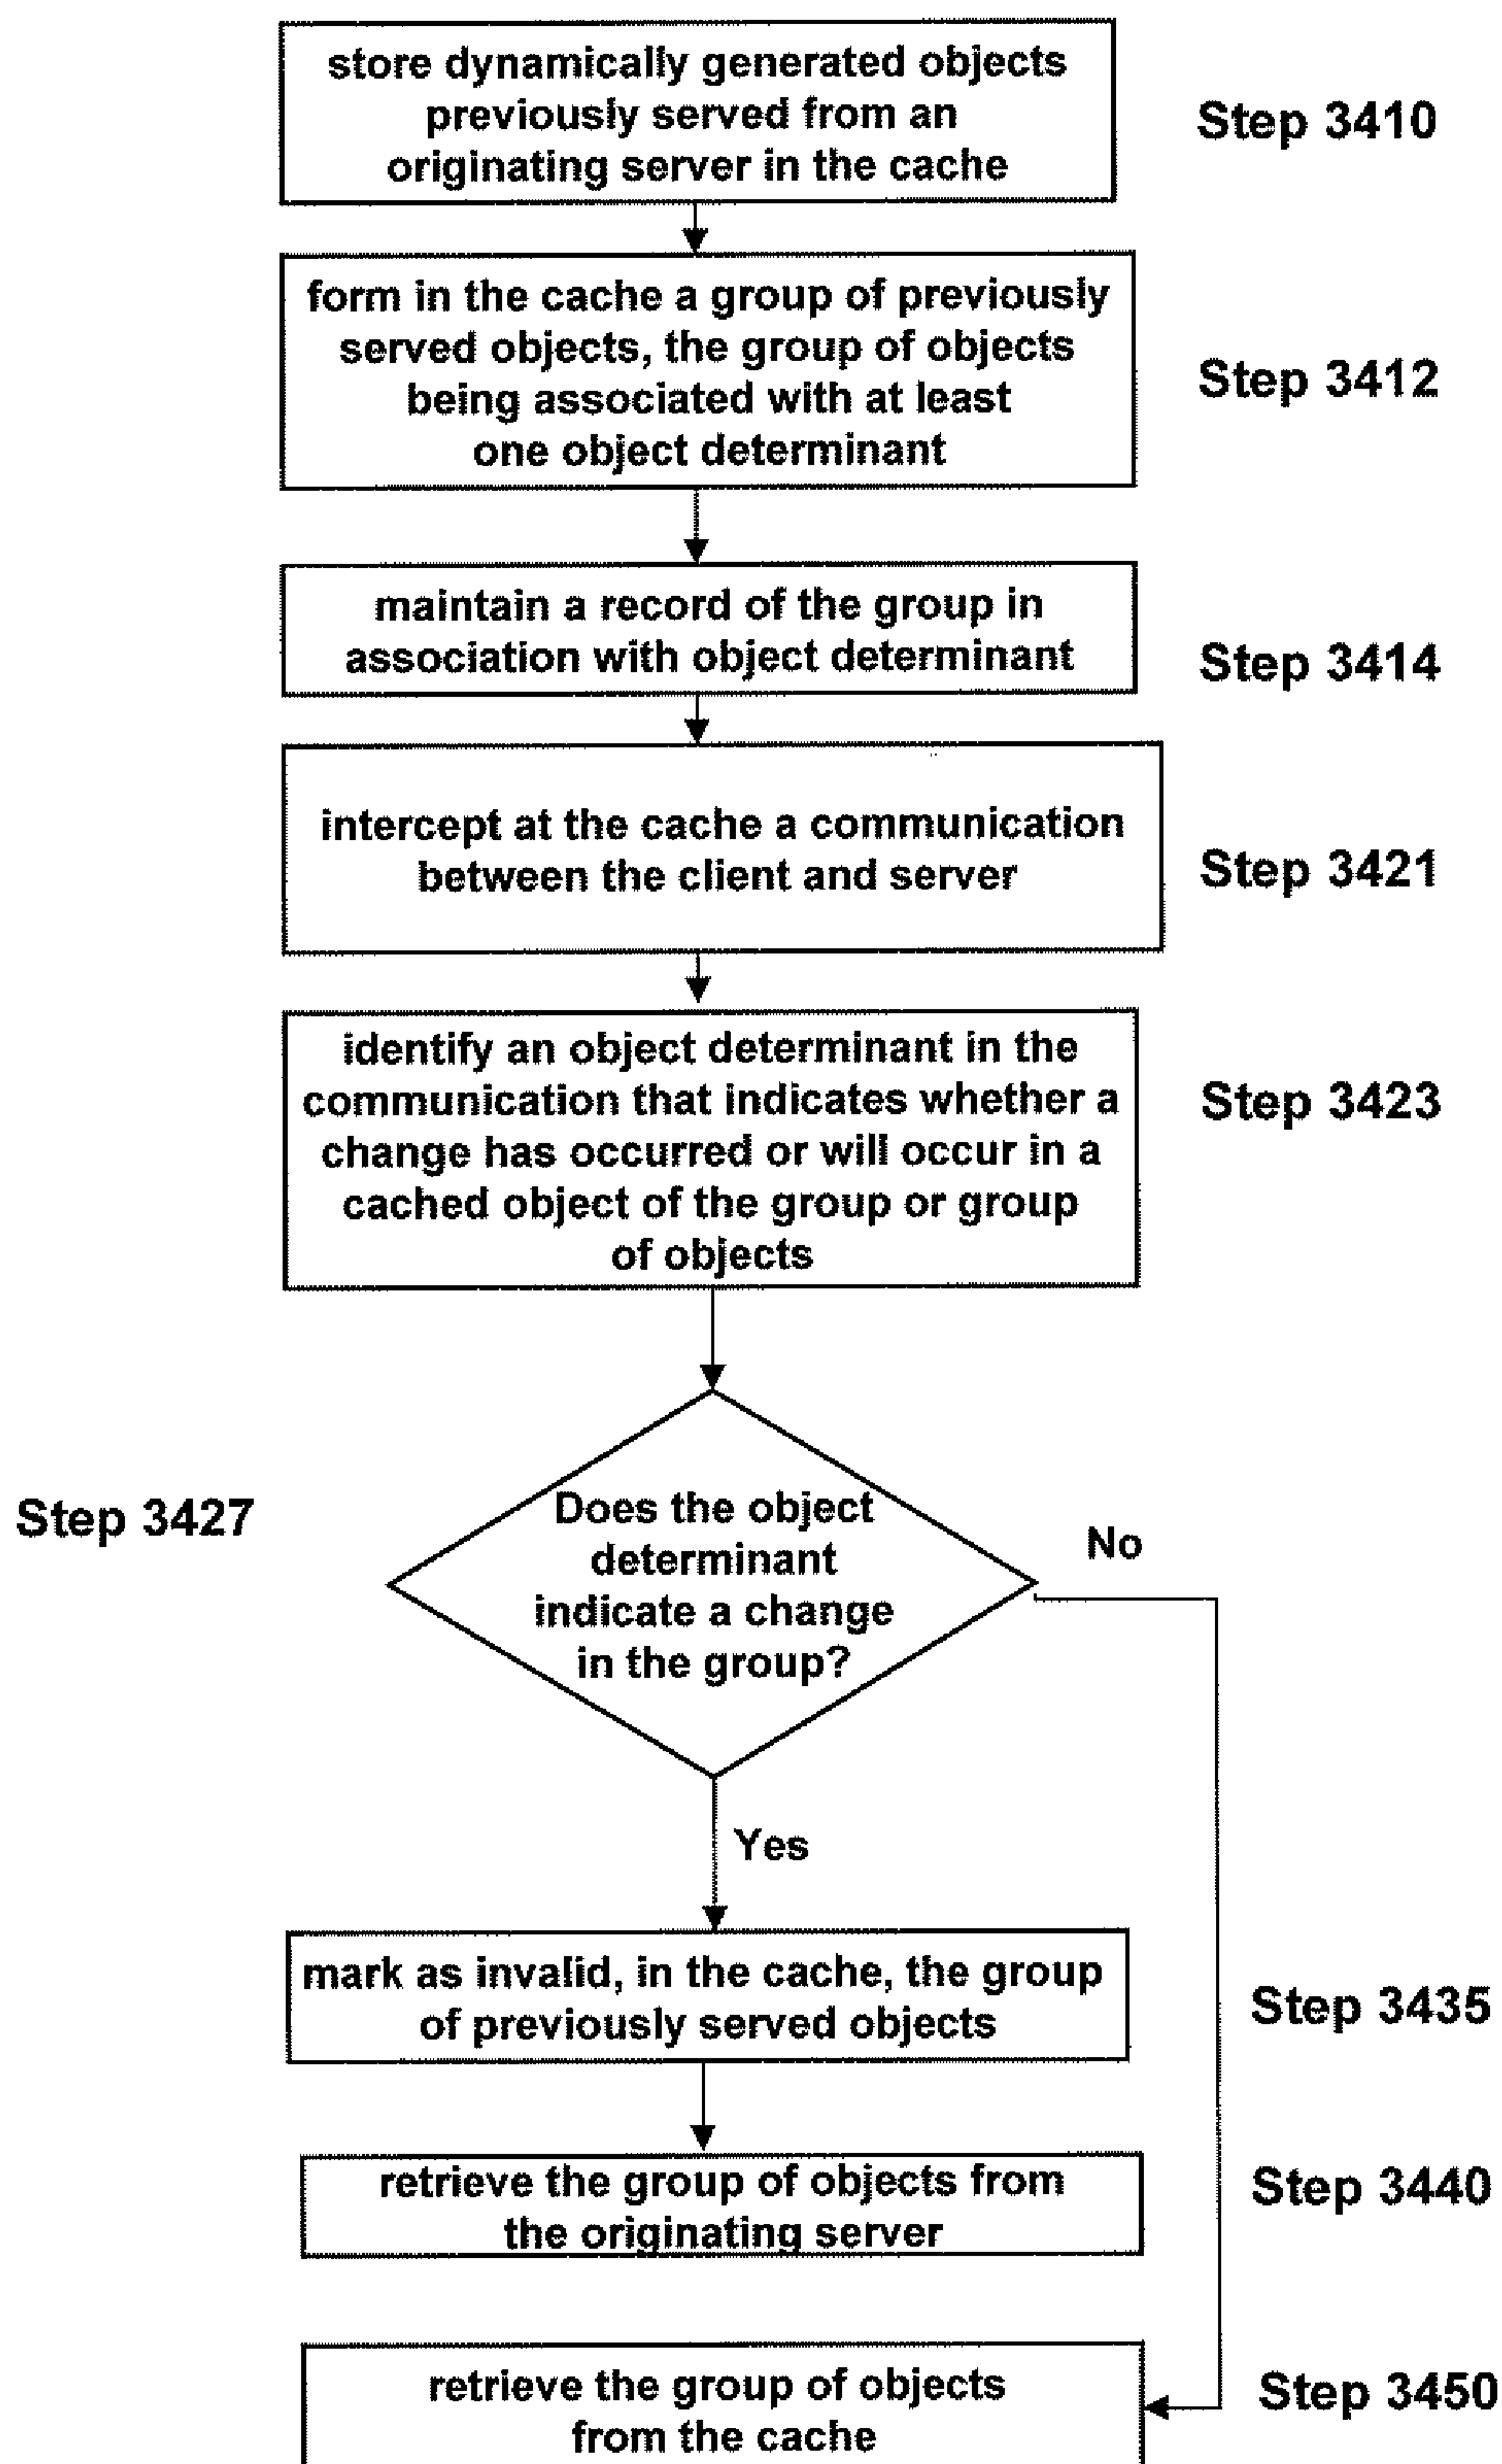 store dynamically generated objects
previously served from an
originating server in the cache
Step 3410
form in the cache a group of previously
served objects, the group of objects
being associated with at least
one object determinant
Step 3412
maintain a record of the group in
association with object determinant
Step 3414
intercept at the cache a communication
between the client and server
Step 3421
identify an object determinant in the
communication that indicates whether a
change has occurred or will occur in a
cached object of the group or group
of objects
Step 3423
Step 3427
Does the object
determinant
indicate a change
in the group?
No
Yes
mark as invalid, in the cache, the group
of previously served objects
Step 3435
retrieve the group of objects from
the originating server
Step 3440
retrieve the group of objects
from the cache
Step 3450